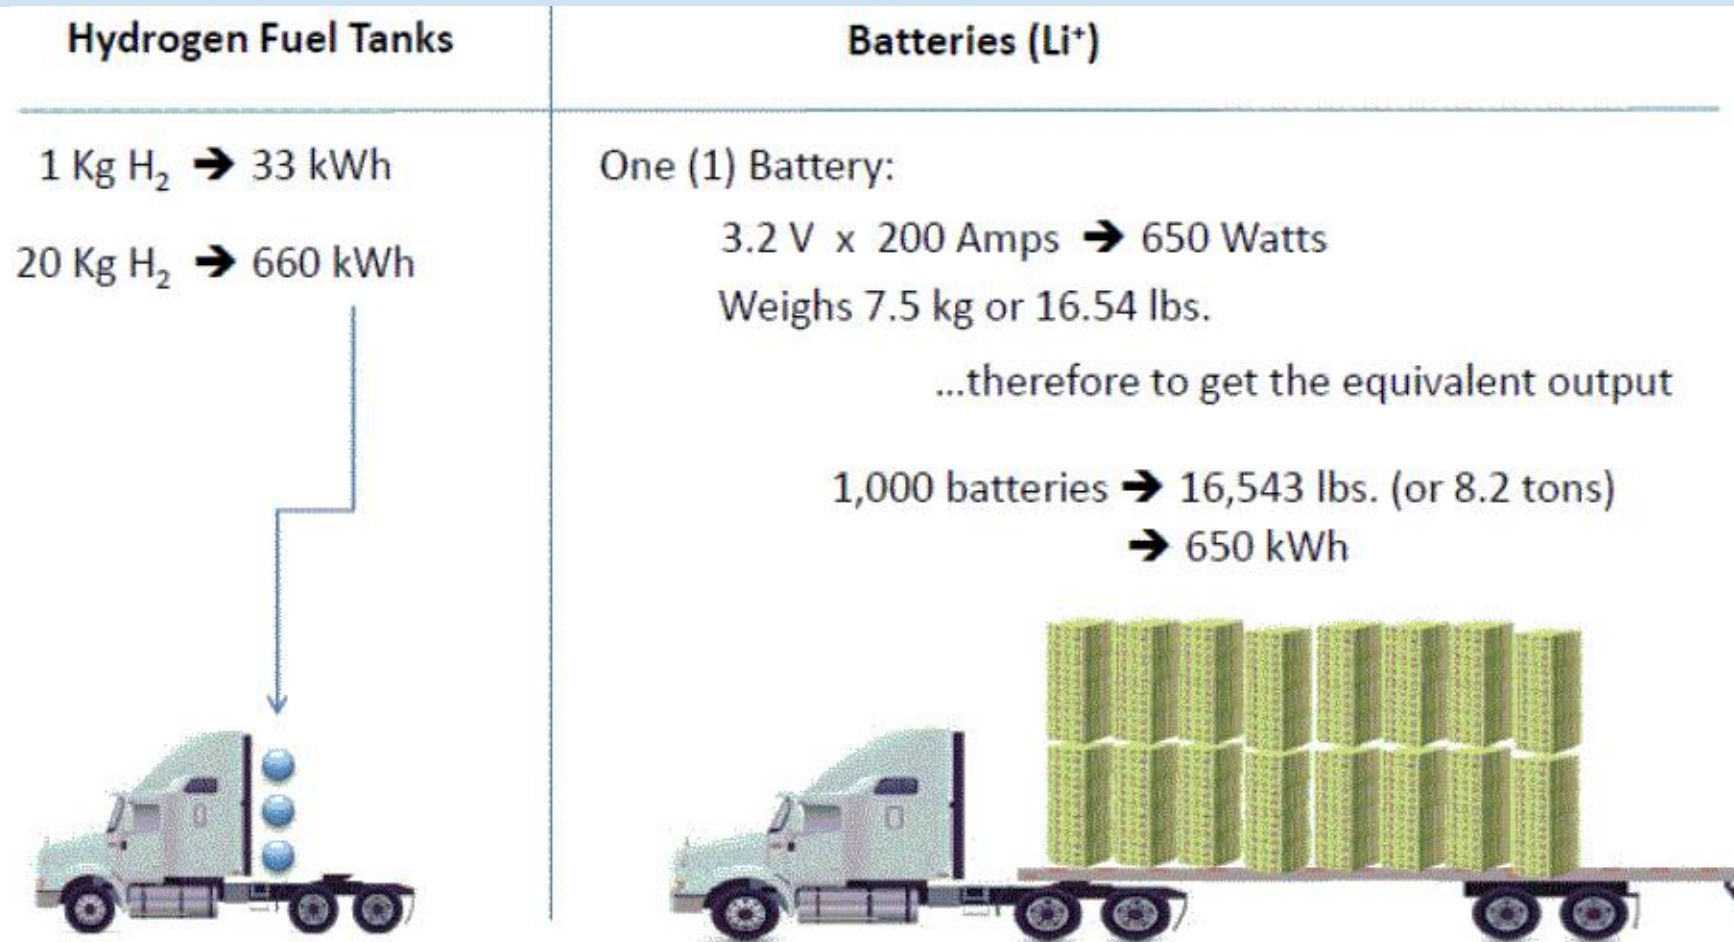 Hydrogen Fuel Tanks
1 Kg H₂ ➔ 33 kWh
20 Kg H₂ ➔ 660 kWh
Batteries (Li⁺)
One (1) Battery:
3.2 V x 200 Amps ➔ 650 Watts
Weighs 7.5 kg or 16.54 lbs.
...therefore to get the equivalent output
1,000 batteries ➔ 16,543 lbs. (or 8.2 tons)
➔ 650 kWh